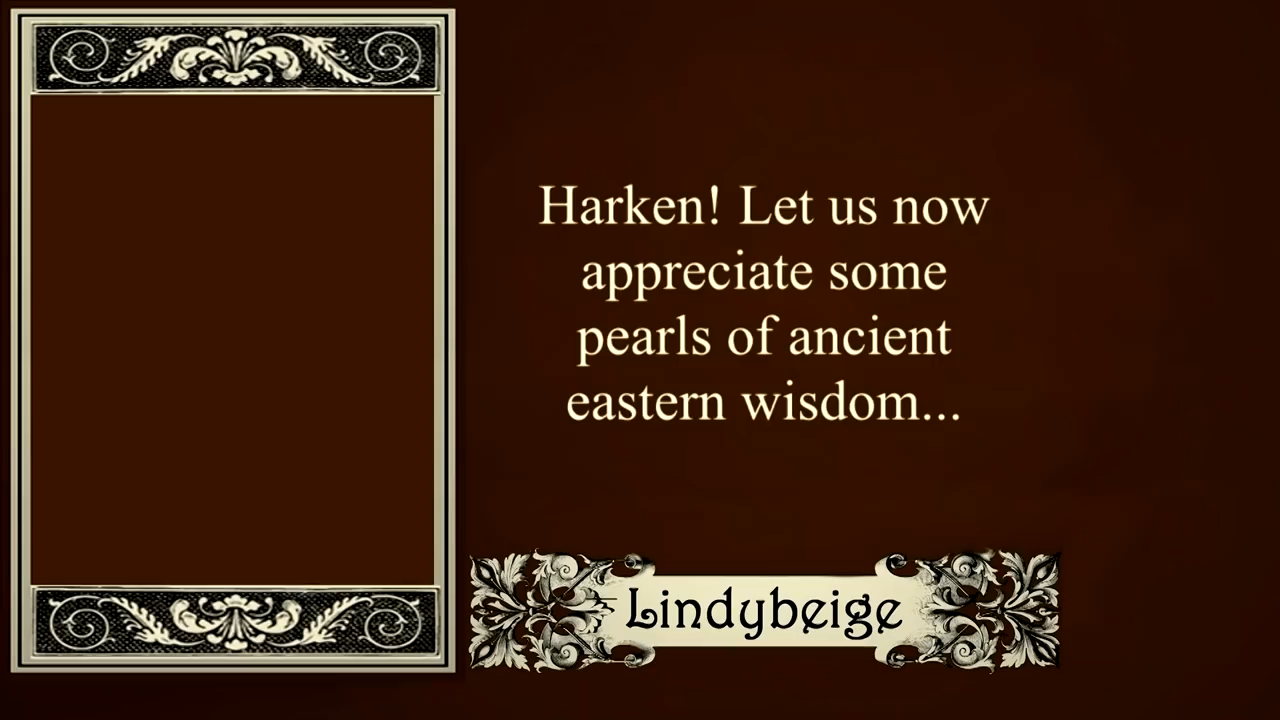 Harken! Let us now
appreciate some
pearls of ancient
eastern wisdom...
Lindybeige